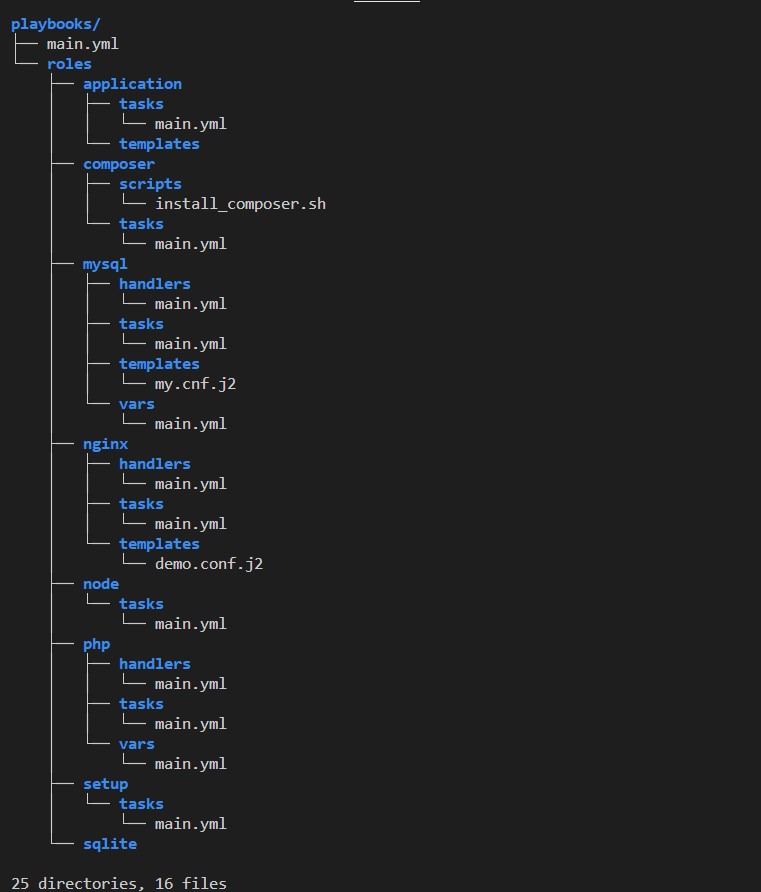 playbooks/
├── main.yml
└── roles
    ├── application
    │   ├── tasks
    │   │   └── main.yml
    │   └── templates
    ├── composer
    │   ├── scripts
    │   │   └── install_composer.sh
    │   └── tasks
    │       └── main.yml
    ├── mysql
    │   ├── handlers
    │   │   └── main.yml
    │   ├── tasks
    │   │   └── main.yml
    │   ├── templates
    │   │   └── my.cnf.j2
    │   └── vars
    │       └── main.yml
    ├── nginx
    │   ├── handlers
    │   │   └── main.yml
    │   ├── tasks
    │   │   └── main.yml
    │   └── templates
    │       └── demo.conf.j2
    ├── node
    │   └── tasks
    │       └── main.yml
    ├── php
    │   ├── handlers
    │   │   └── main.yml
    │   ├── tasks
    │   │   └── main.yml
    │   └── vars
    │       └── main.yml
    ├── setup
    │   └── tasks
    │       └── main.yml
    └── sqlite

25 directories, 16 files